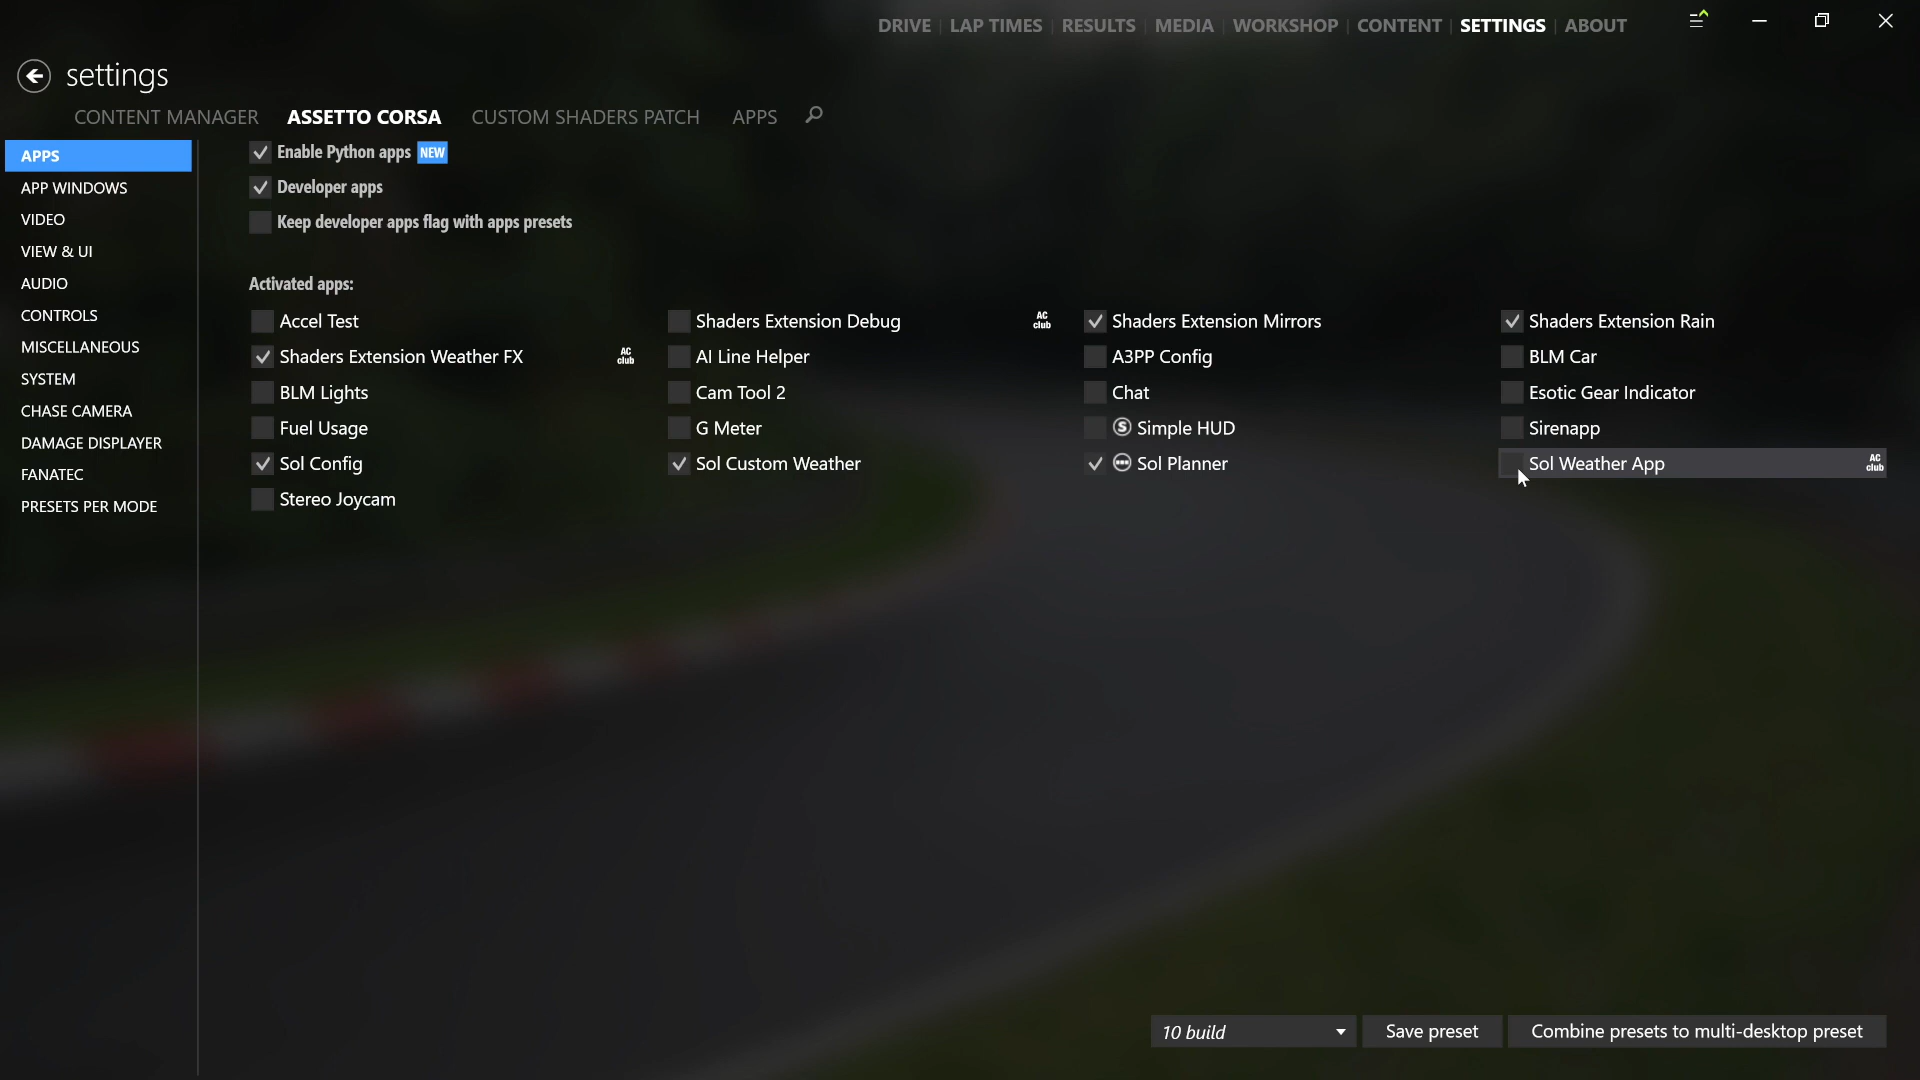 DRIVE LAP TIMES RESULTS MEDIA WORKSHOP CONTENT SETTINGS ABOUT
settings
CONTENT MANAGER ASSETTO CORSA CUSTOM SHADERS PATCH APPS
APPS
APP WINDOWS
VIDEO
VIEW & UI
AUDIO
CONTROLS
MISCELLANEOUS
SYSTEM
CHASE CAMERA
DAMAGE DISPLAYER
FANATEC
PRESETS PER MODE
Enable Python apps NEW
Developer apps
Keep developer apps flag with apps presets
Activated apps:
Accel Test Shaders Extension Debug AC club Shaders Extension Mirrors Shaders Extension Rain
Shaders Extension Weather FX AC club AI Line Helper A3PP Config BLM Car
BLM Lights Cam Tool 2 Chat Esotic Gear Indicator
Fuel Usage G Meter S Simple HUD Sirenapp
Sol Config Sol Custom Weather Sol Planner Sol Weather App AC club
Stereo Joycam
10 build Save preset Combine presets to multi-desktop preset